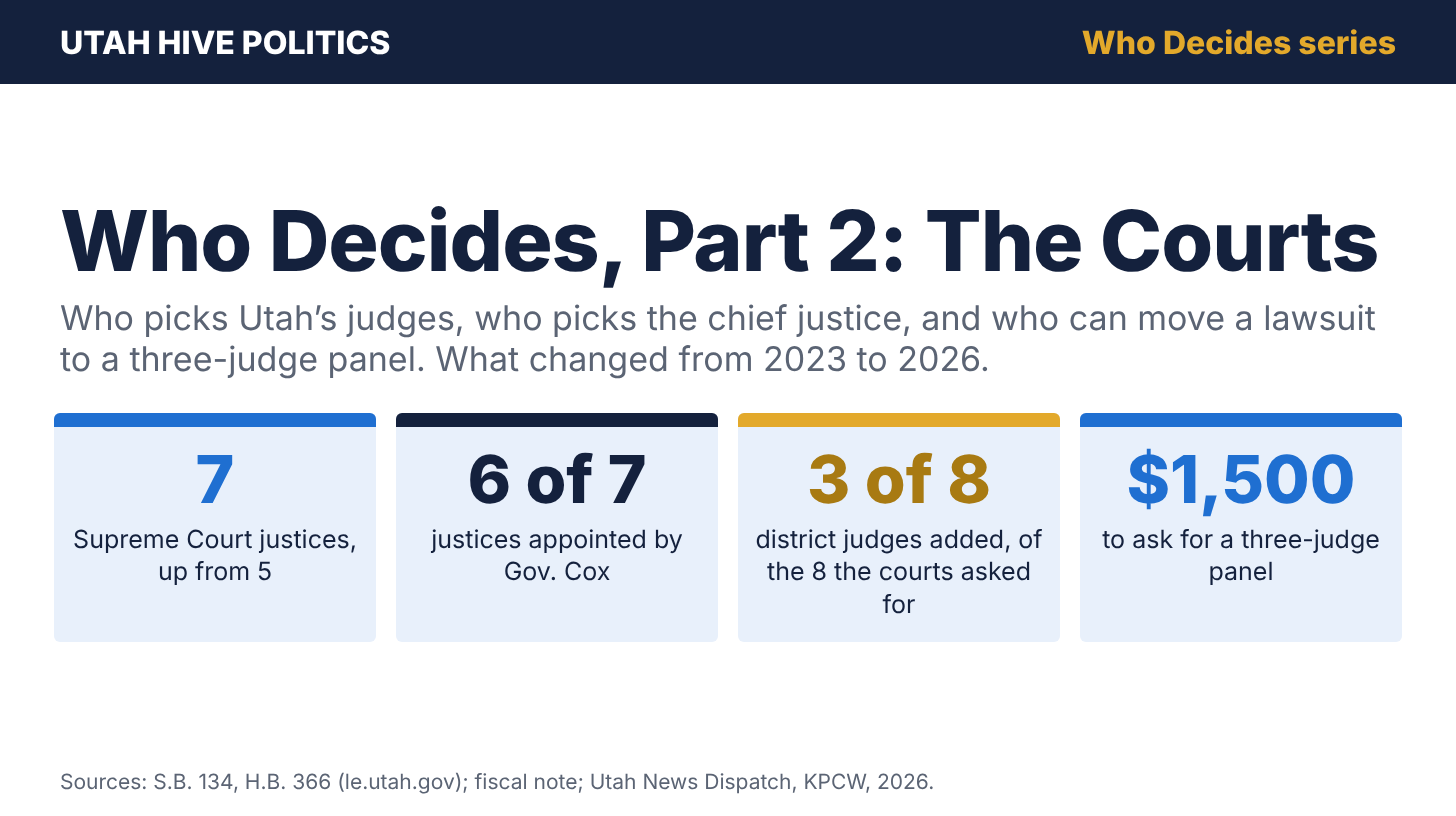 UTAH HIVE POLITICS
Who Decides series
Who Decides, Part 2: The Courts
Who picks Utah’s judges, who picks the chief justice, and who can move a lawsuit
to a three-judge panel. What changed from 2023 to 2026.
7
Supreme Court justices,
up from 5
6 of 7
justices appointed by
Gov. Cox
3 of 8
district judges added, of
the 8 the courts asked
for
$1,500
to ask for a three-judge
panel
Sources: S.B. 134, H.B. 366 (le.utah.gov); fiscal note; Utah News Dispatch, KPCW, 2026.